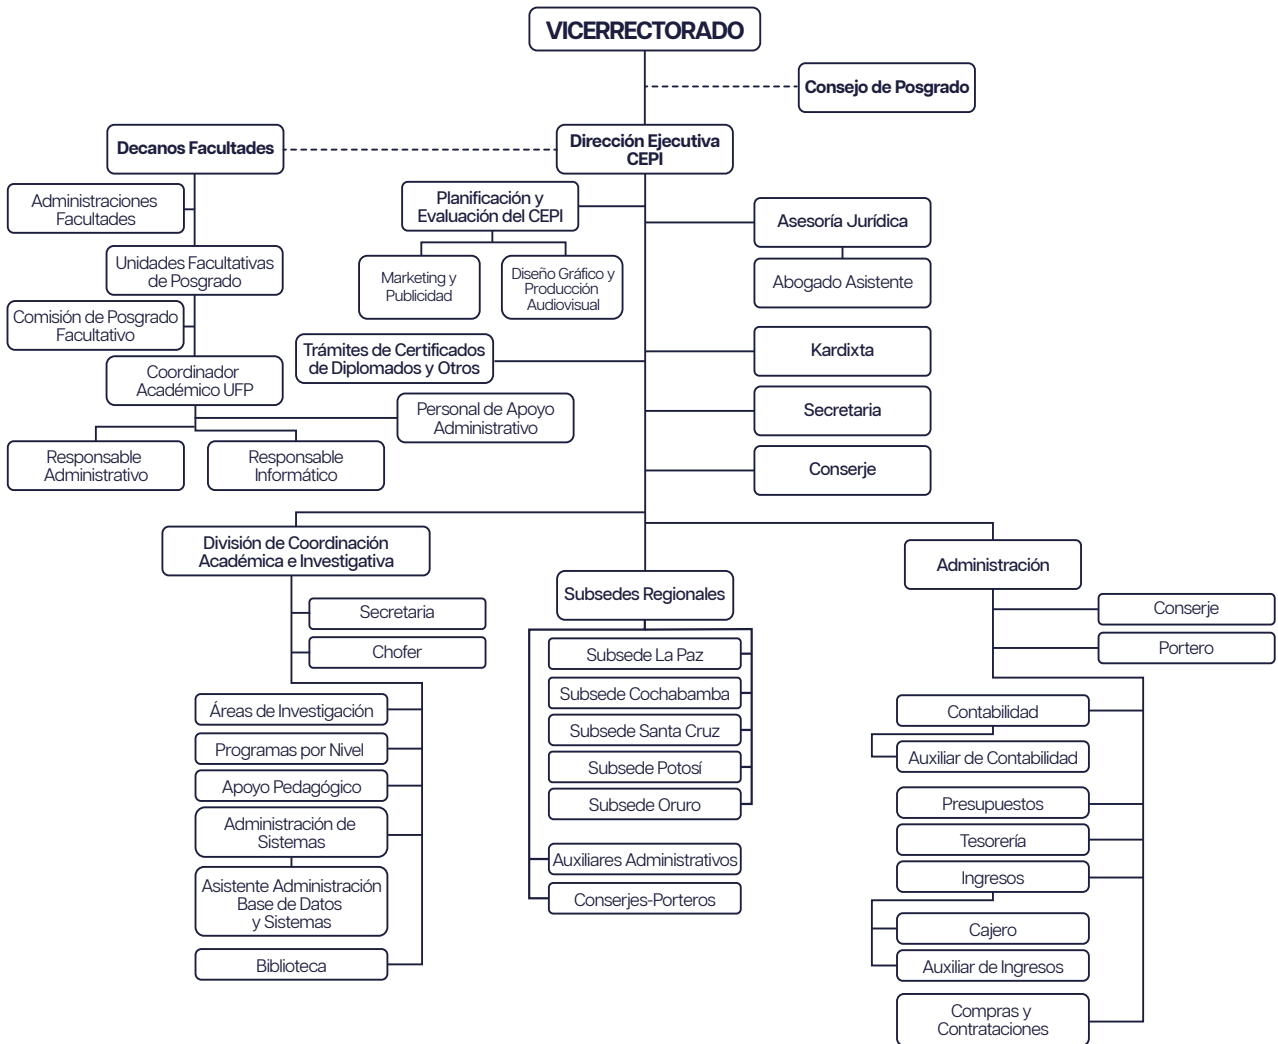 VICERRECTORADO
Consejo de Posgrado
Decanos Facultades
Dirección Ejecutiva
CEPI
Administraciones
Facultades
Unidades Facultativas
de Posgrado
Comisión de Posgrado
Facultativo
Coordinador
Académico UFP
Personal de Apoyo
Administrativo
Responsable
Administrativo
Responsable
Informático
Planificación y
Evaluación del CEPI
Marketing y
Publicidad
Diseño Gráfico y
Producción
Audiovisual
Trámites de Certificados
de Diplomados y Otros
Asesoría Jurídica
Abogado Asistente
Kardixta
Secretaria
Conserje
División de Coordinación
Académica e Investigativa
Secretaria
Chofer
Áreas de Investigación
Programas por Nivel
Apoyo Pedagógico
Administración de
Sistemas
Asistente Administración
Base de Datos
y Sistemas
Biblioteca
Subsedes Regionales
Subsede La Paz
Subsede Cochabamba
Subsede Santa Cruz
Subsede Potosí
Subsede Oruro
Auxiliares Administrativos
Conserjes-Porteros
Administración
Conserje
Portero
Contabilidad
Auxiliar de Contabilidad
Presupuestos
Tesorería
Ingresos
Cajero
Auxiliar de Ingresos
Compras y
Contrataciones